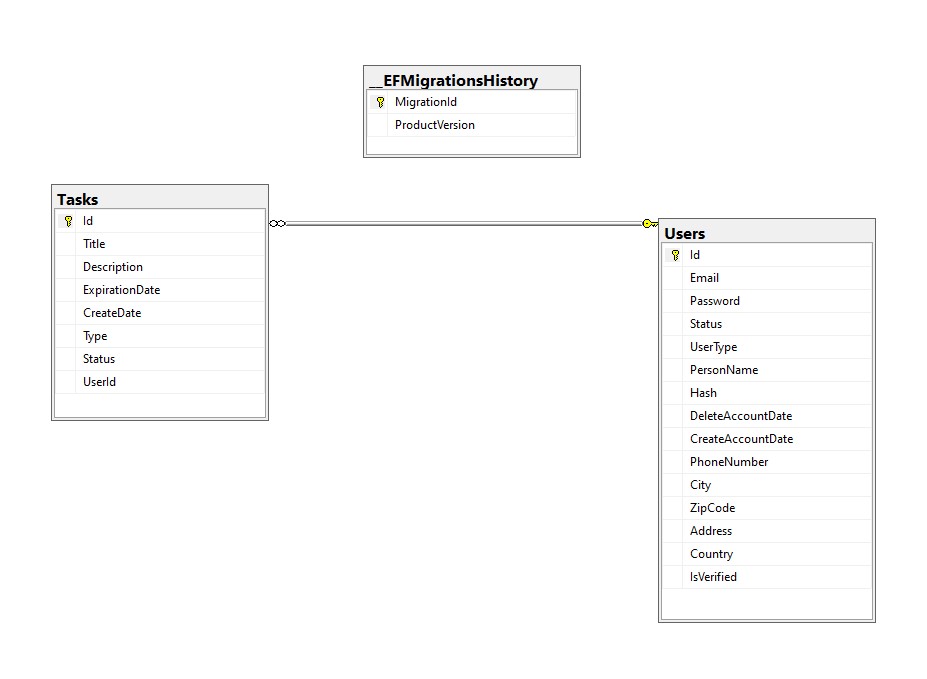 __EFMigrationsHistory
MigrationId
ProductVersion
Tasks
Id
Title
Description
ExpirationDate
CreateDate
Type
Status
UserId
Users
Id
Email
Password
Status
UserType
PersonName
Hash
DeleteAccountDate
CreateAccountDate
PhoneNumber
City
ZipCode
Address
Country
IsVerified